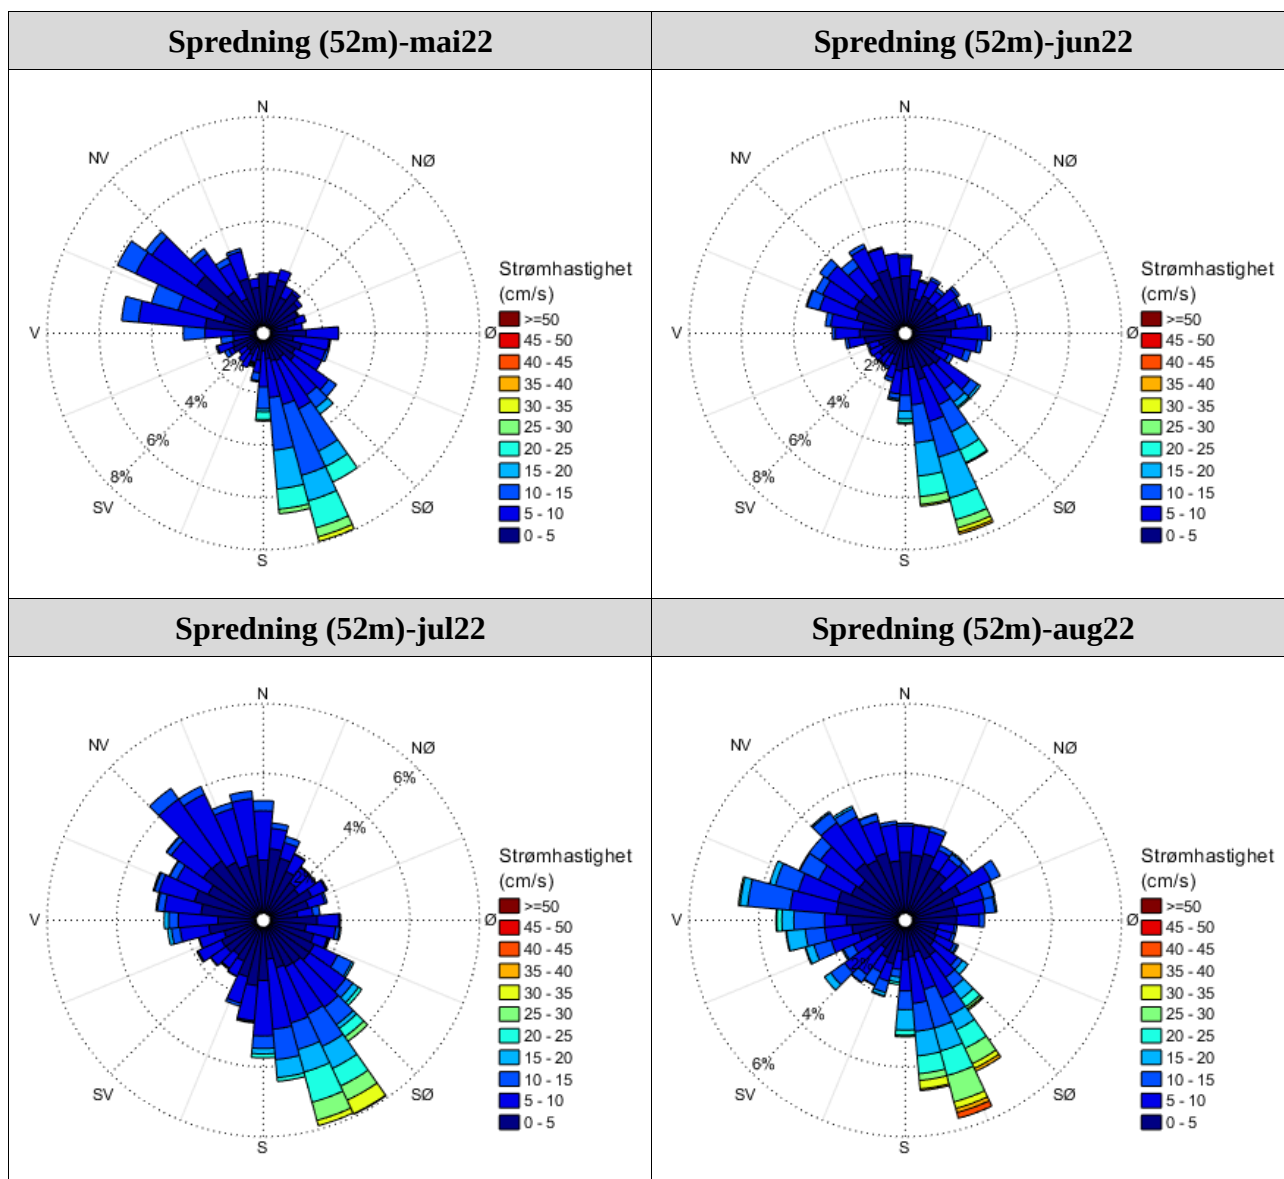 Spredning (52m)-mai22
Spredning (52m)-jun22
N
NV
NØ
V
Ø
2%
4%
6%
8%
SV
SØ
S
Strømhastighet
(cm/s)
>=50
45 - 50
40 - 45
35 - 40
30 - 35
25 - 30
20 - 25
15 - 20
10 - 15
5 - 10
0 - 5
N
NV
NØ
V
Ø
2%
4%
6%
8%
SV
SØ
S
Strømhastighet
(cm/s)
>=50
45 - 50
40 - 45
35 - 40
30 - 35
25 - 30
20 - 25
15 - 20
10 - 15
5 - 10
0 - 5
Spredning (52m)-jul22
Spredning (52m)-aug22
N
NV
NØ
6%
4%
V
Ø
SV
SØ
S
Strømhastighet
(cm/s)
>=50
45 - 50
40 - 45
35 - 40
30 - 35
25 - 30
20 - 25
15 - 20
10 - 15
5 - 10
0 - 5
N
NV
NØ
V
Ø
4%
6%
SV
SØ
S
Strømhastighet
(cm/s)
>=50
45 - 50
40 - 45
35 - 40
30 - 35
25 - 30
20 - 25
15 - 20
10 - 15
5 - 10
0 - 5